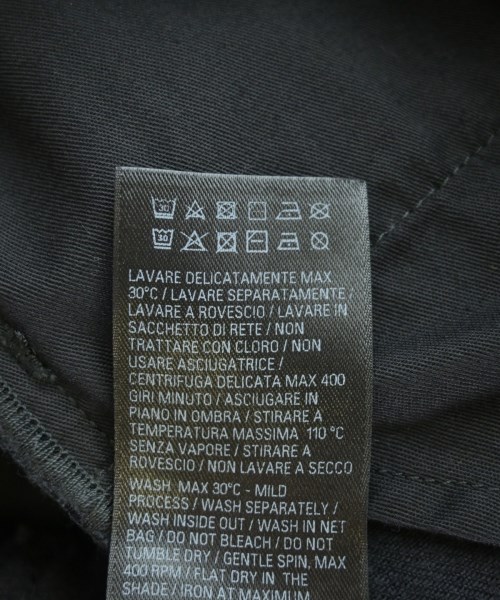 30
30
LAVARE DELICATAMENTE MAX
30°C / LAVARE SEPARATAMENTE /
LAVARE A ROVESCIO / LAVARE IN
SACCHETTO DI RETE / NON
TRATTARE CON CLORO / NON
USARE ASCIUGATRICE /
CENTRIFUGA DELICATA MAX 400
GIRI MINUTO / ASCIUGARE IN
PIANO IN OMBRA / STIRARE A
TEMPERATURA MASSIMA 110 °C
SENZA VAPORE / STIRARE A
ROVESCIO / NON LAVARE A SECCO
WASH MAX 30°C - MILD
PROCESS / WASH SEPARATELY /
WASH INSIDE OUT / WASH IN NET
BAG / DO NOT BLEACH / DO NOT
TUMBLE DRY / GENTLE SPIN, MAX
400 RPM / FLAT DRY IN THE
SHADE / IRON AT MAXIMUM